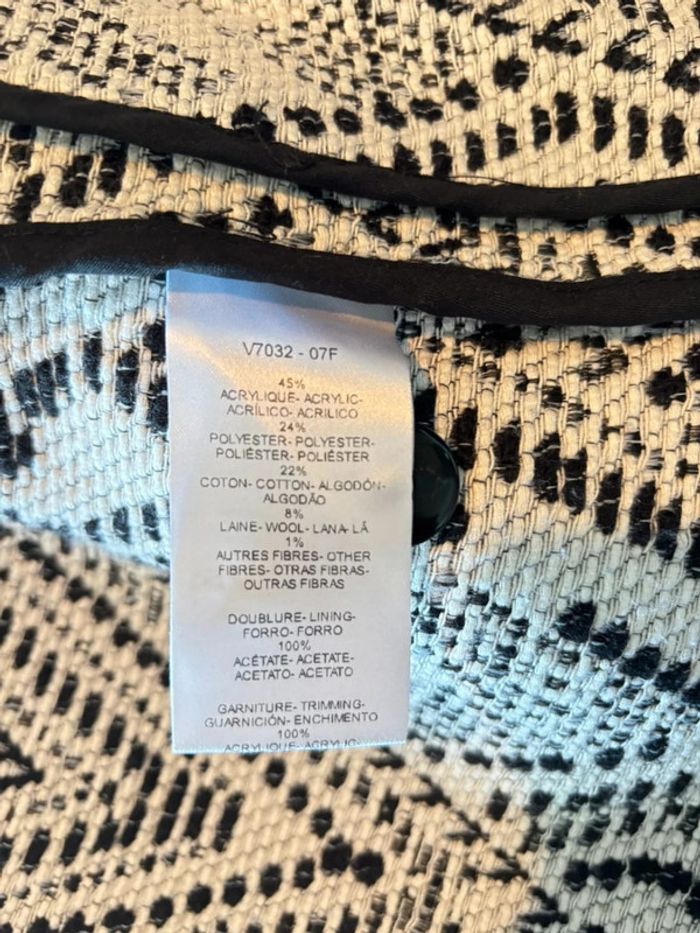 V7032 - 07F
45%
ACRYLIQUE- ACRYLIC-
ACRÍLICO- ACRILICO
24%
POLYESTER- POLYESTER-
POLIÉSTER- POLIÉSTER
22%
COTON- COTTON- ALGODÓN-
ALGODÃO
8%
LAINE- WOOL- LANA- LÃ
1%
AUTRES FIBRES- OTHER
FIBRES- OTRAS FIBRAS-
OUTRAS FIBRAS
DOUBLURE- LINING-
FORRO- FORRO
100%
ACÉTATE- ACETATE-
ACETATO- ACETATO
GARNITURE- TRIMMING-
GUARNICIÓN- ENCHIMENTO
100%
ACRYLIQUE- ACRYLIC-